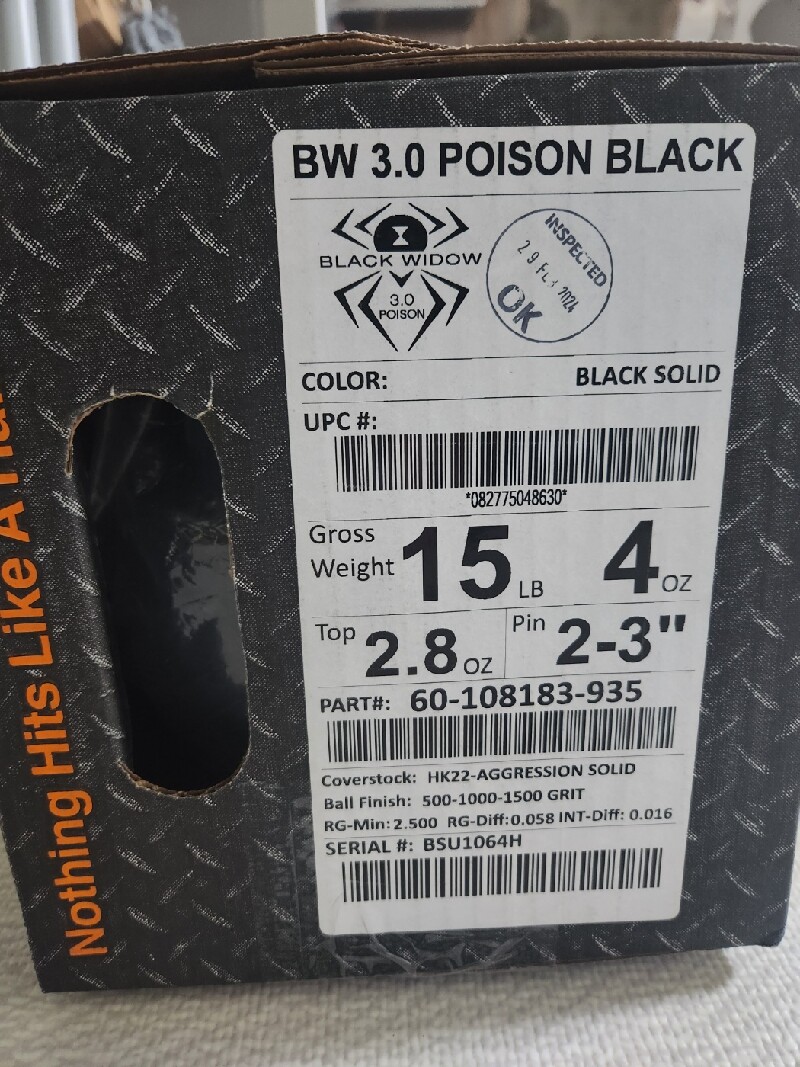 BW 3.0 POISON BLACK
BLACK WIDOW
3.0
POISON
INSPECTED
2024
OK
COLOR: BLACK SOLID
UPC #:
*082775048630*
Gross Weight 15 LB 4 OZ
Top 2.8 OZ Pin 2-3"
PART#: 60-108183-935
Coverstock: HK22-AGGRESSION SOLID
Ball Finish: 500-1000-1500 GRIT
RG-Min: 2.500 RG-Diff: 0.058 INT-Diff: 0.016
SERIAL #: BSU1064H
Nothing Hits Like A